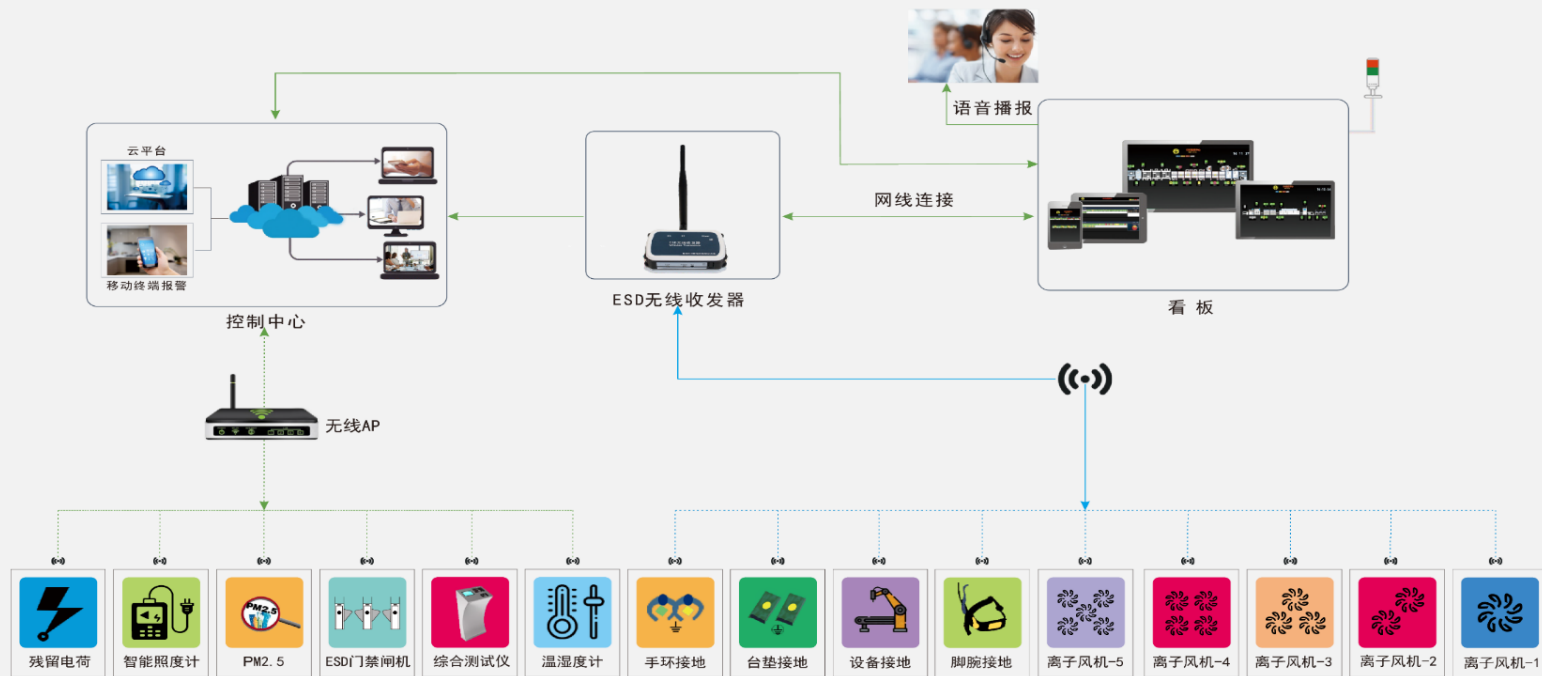 语音播报
云平台
移动终端报警
网线连接
控制中心
ESD无线收发器
看 板
无线AP
PM2.5
残留电荷
智能照度计
PM2.5
ESD门禁闸机
综合测试仪
温湿度计
手环接地
台垫接地
设备接地
脚腕接地
离子风机-5
离子风机-4
离子风机-3
离子风机-2
离子风机-1